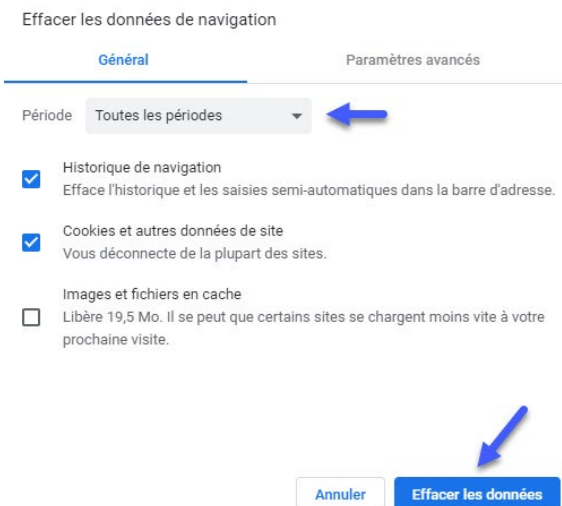 Effacer les données de navigation
Général
Paramètres avancés
Période
Toutes les périodes
Historique de navigation
Efface l'historique et les saisies semi-automatiques dans la barre d'adresse.
Cookies et autres données de site
Vous déconnecte de la plupart des sites.
Images et fichiers en cache
Libère 19,5 Mo. Il se peut que certains sites se chargent moins vite à votre
prochaine visite.
Annuler
Effacer les données